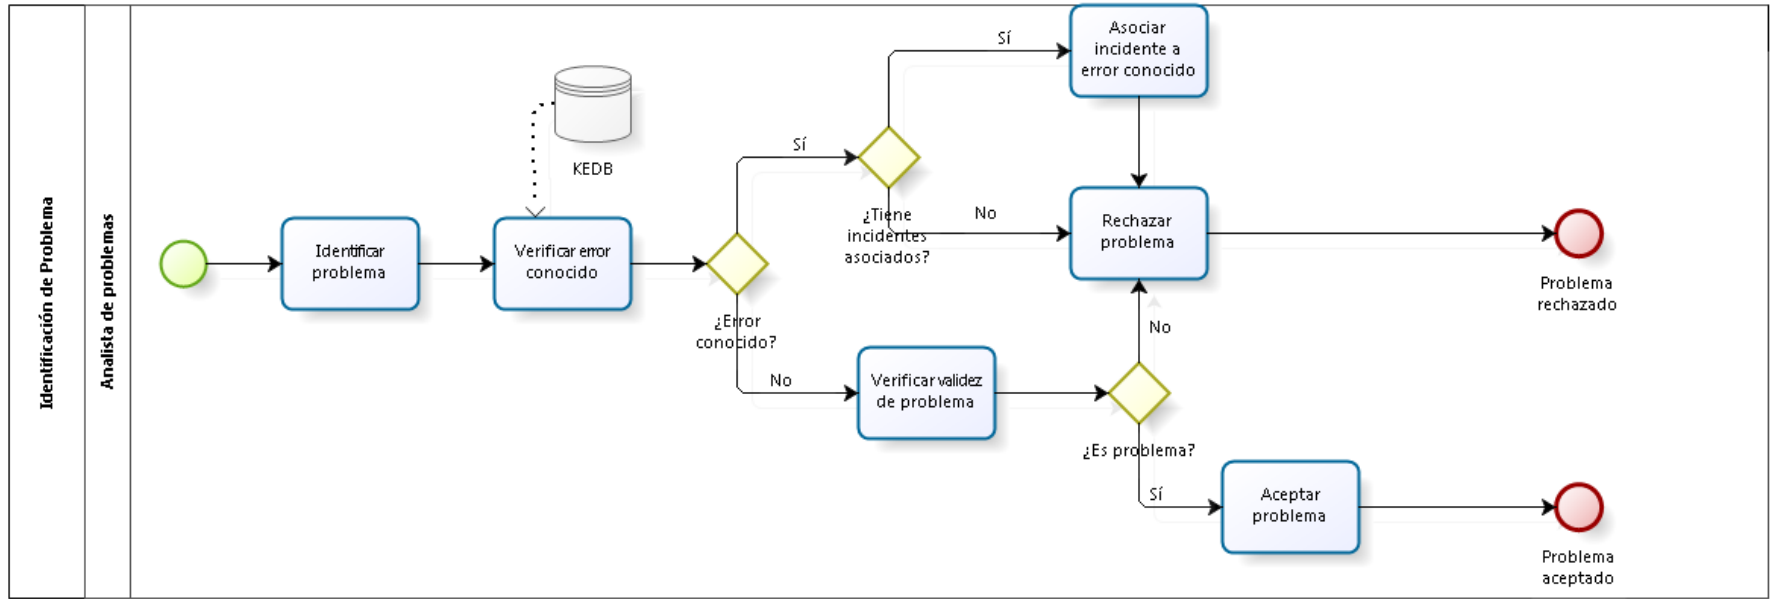 Identificación de Problema
Analista de problemas
Identificar
problema
Verificar error
conocido
KEDB
¿Error
conocido?
Sí
No
¿Tiene
incidentes
asociados?
Sí
No
Asociar
incidente a
error conocido
Rechazar
problema
Problema
rechazado
Verificar validez
de problema
¿Es problema?
No
Sí
Aceptar
problema
Problema
aceptado